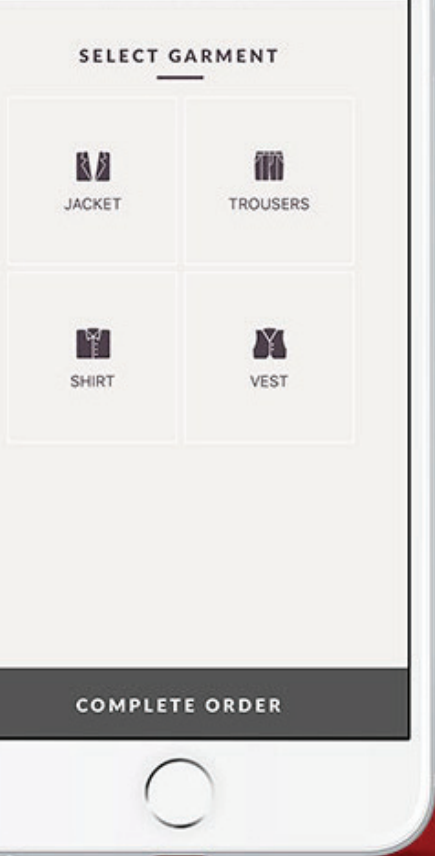 SELECT GARMENT
JACKET
TROUSERS
SHIRT
VEST
COMPLETE ORDER